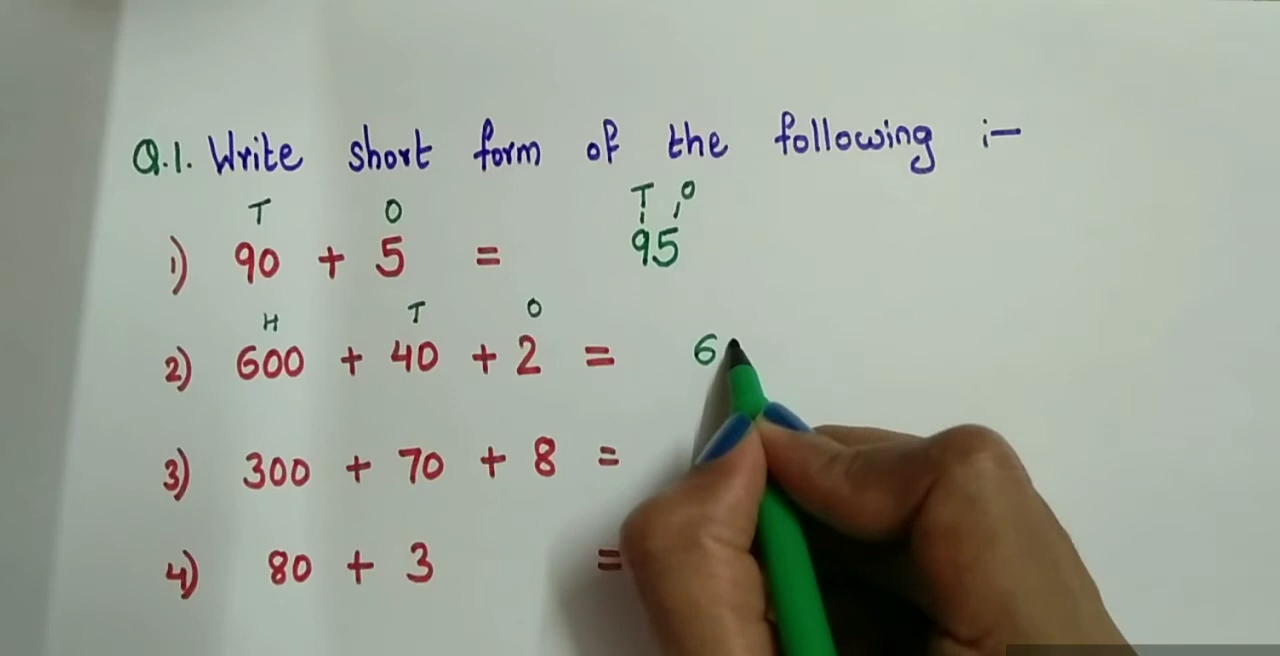 Q.1. Write short form of the following :-
T O T O
1) 90 + 5 = 95
H T O
2) 600 + 40 + 2 = 6
3) 300 + 70 + 8 =
4) 80 + 3 =